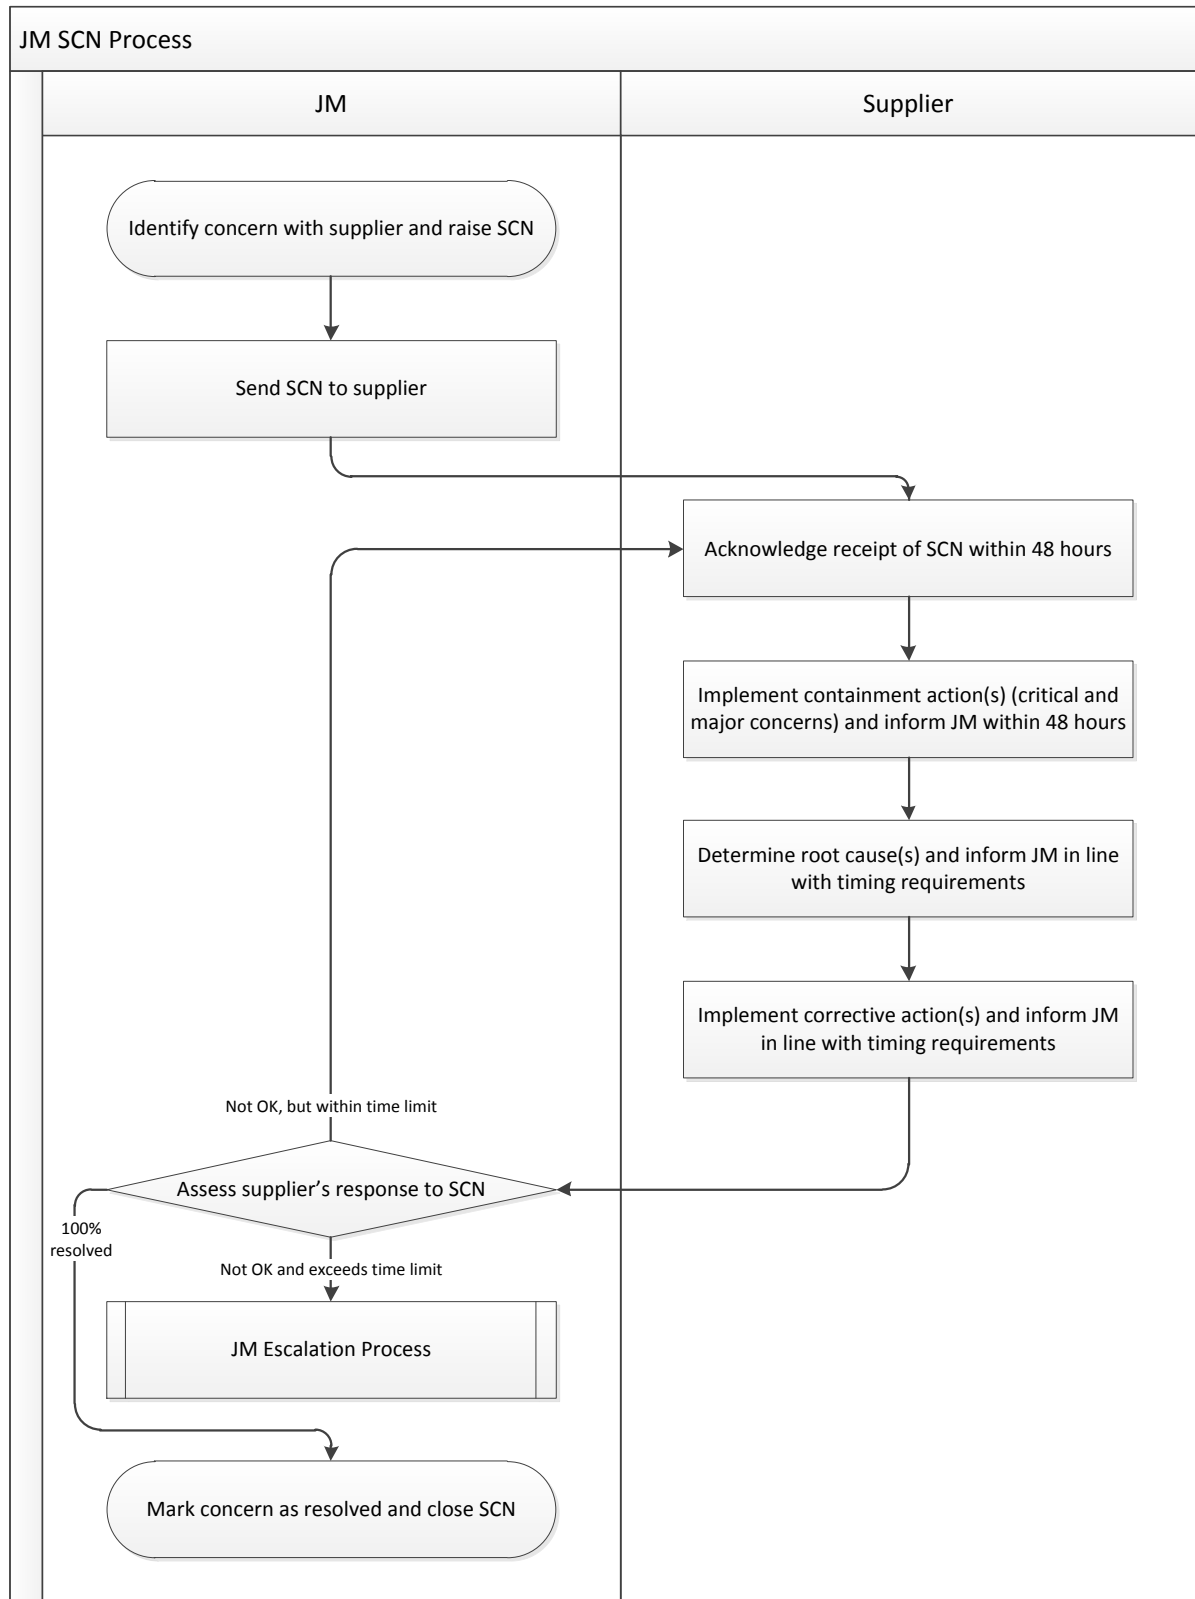 JM SCN Process
JM
Supplier
Identify concern with supplier and raise SCN
Send SCN to supplier
Acknowledge receipt of SCN within 48 hours
Implement containment action(s) (critical and
major concerns) and inform JM within 48 hours
Determine root cause(s) and inform JM in line
with timing requirements
Implement corrective action(s) and inform JM
in line with timing requirements
Not OK, but within time limit
Assess supplier’s response to SCN
100%
resolved
Not OK and exceeds time limit
JM Escalation Process
Mark concern as resolved and close SCN